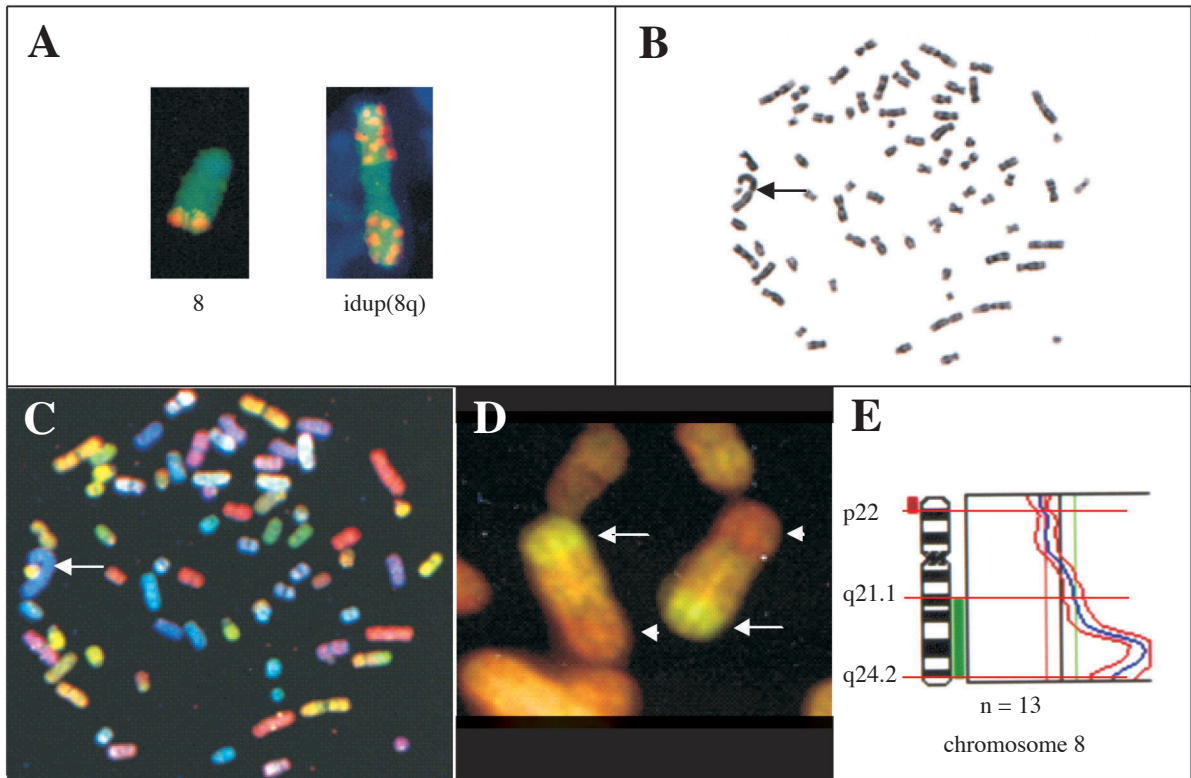 A
8
idup(8q)
B
C
D
E
p22
q21.1
q24.2
n = 13
chromosome 8